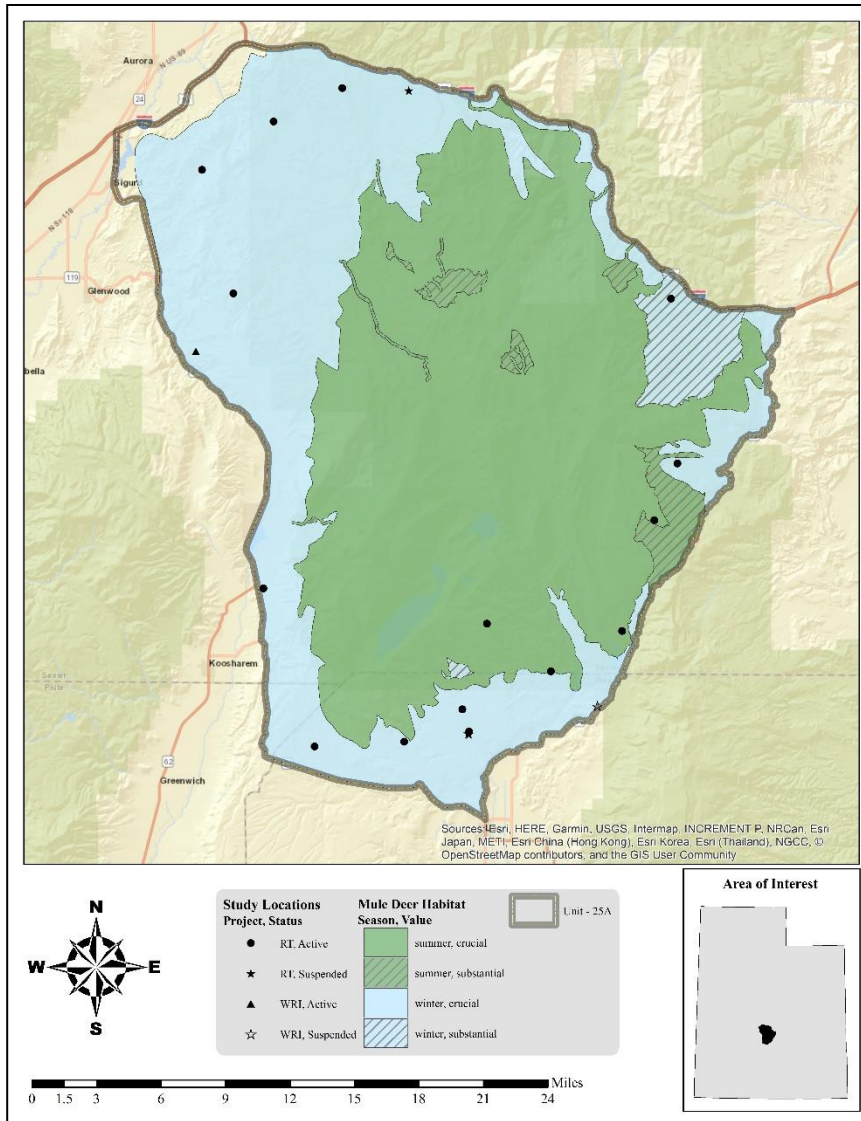 Aurora
N US-89
24
Sigurd
N Sr-118
119
Glenwood
bella
Koosharem
Sevier
Piute
62
Greenwich
Sources: Esri, HERE, Garmin, USGS, Intermap, INCREMENT P, NRCan, Esri
Japan, METI, Esri China (Hong Kong), Esri Korea, Esri (Thailand), NGCC, ©
OpenStreetMap contributors, and the GIS User Community
N
W E
S
Study Locations
Project, Status
RT, Active
RT, Suspended
WRI, Active
WRI, Suspended
Mule Deer Habitat
Season, Value
summer, crucial
summer, substantial
winter, crucial
winter, substantial
Unit - 25A
Miles
0 1.5 3 6 9 12 15 18 21 24
Area of Interest